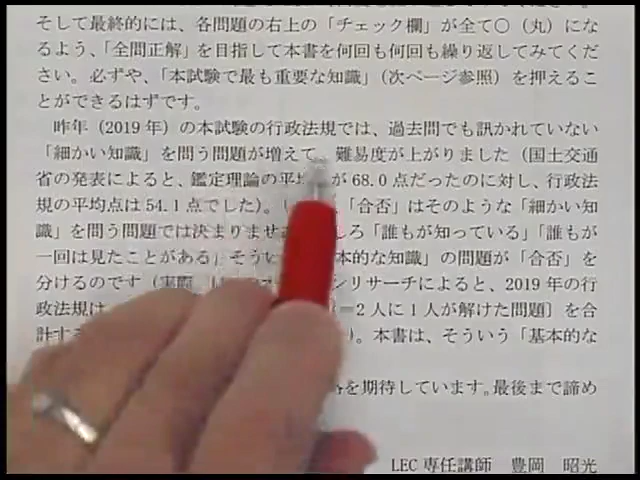 そして最終的には、各問題の右上の「チェック欄」が全て○（丸）にな
るよう、「全問正解」を目指して本書を何回も何回も繰り返してみてくだ
さい。必ずや、「本試験で最も重要な知識」（次ページ参照）を押えるこ
とができるはずです。
昨年（2019年）の本試験の行政法規では、過去問でも訊かれていない
「細かい知識」を問う問題が増えて、難易度が上がりました（国土交通
省の発表によると、鑑定理論の平均 が68.0点だったのに対し、行政法
規の平均点は54.1点でした）。 「合否」はそのような「細かい知
識」を問う問題では決まりませ しろ「誰もが知っている」「誰もが
一回は見たことがある」そうい 本的な知識」の問題が「合否」を
分けるのです（実際、 ンリサーチによると、2019年の行
政法規は、 ＝2人に1人が解けた問題〕を合
計する ）。本書は、そういう「基本的な
を期待しています。最後まで諦め
LEC専任講師 豊岡 昭光